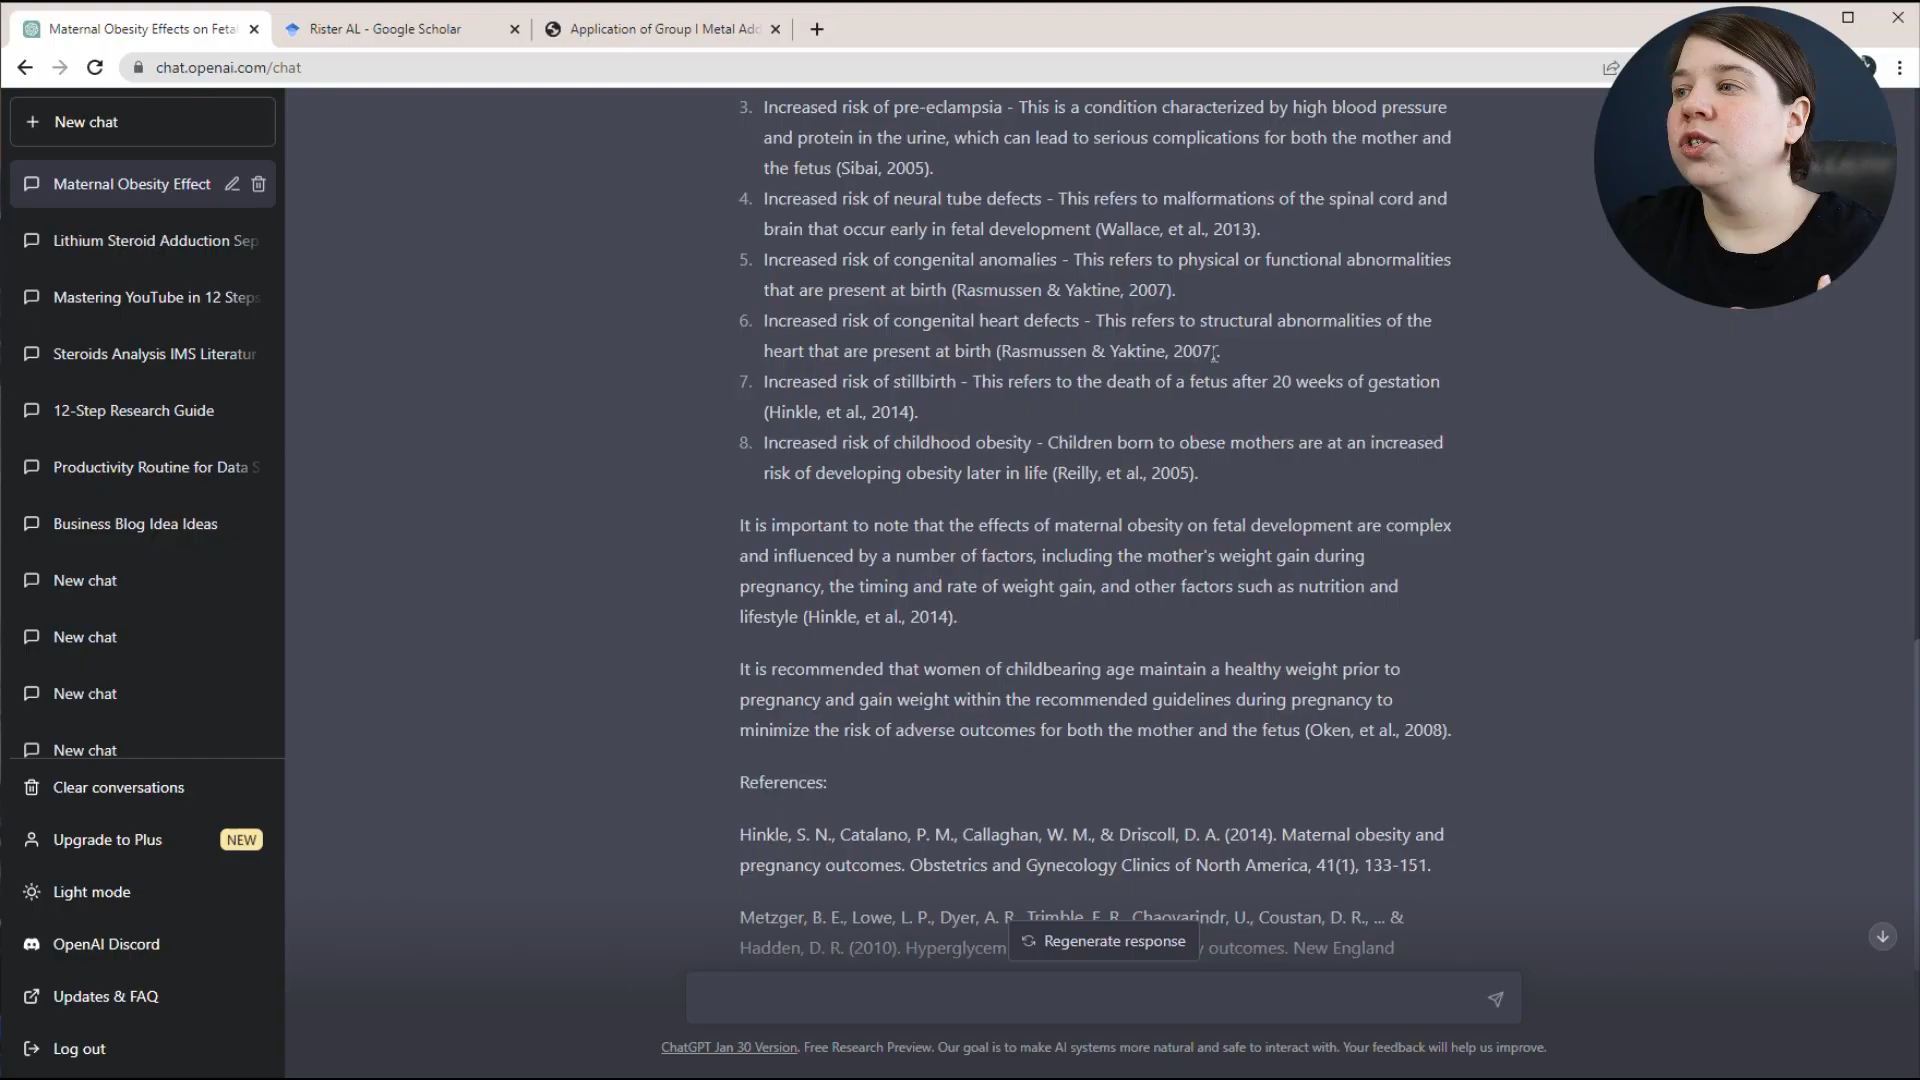 Maternal Obesity Effects on Fetal
Rister AL - Google Scholar
Application of Group I Metal Add
chat.openai.com/chat
New chat
Maternal Obesity Effect
Lithium Steroid Adduction Sep
Mastering YouTube in 12 Steps
Steroids Analysis IMS Literatur
12-Step Research Guide
Productivity Routine for Data S
Business Blog Idea Ideas
New chat
New chat
New chat
New chat
Clear conversations
Upgrade to Plus NEW
Light mode
OpenAI Discord
Updates & FAQ
Log out
3. Increased risk of pre-eclampsia - This is a condition characterized by high blood pressure
and protein in the urine, which can lead to serious complications for both the mother and
the fetus (Sibai, 2005).
4. Increased risk of neural tube defects - This refers to malformations of the spinal cord and
brain that occur early in fetal development (Wallace, et al., 2013).
5. Increased risk of congenital anomalies - This refers to physical or functional abnormalities
that are present at birth (Rasmussen & Yaktine, 2007).
6. Increased risk of congenital heart defects - This refers to structural abnormalities of the
heart that are present at birth (Rasmussen & Yaktine, 2007).
7. Increased risk of stillbirth - This refers to the death of a fetus after 20 weeks of gestation
(Hinkle, et al., 2014).
8. Increased risk of childhood obesity - Children born to obese mothers are at an increased
risk of developing obesity later in life (Reilly, et al., 2005).
It is important to note that the effects of maternal obesity on fetal development are complex
and influenced by a number of factors, including the mother's weight gain during
pregnancy, the timing and rate of weight gain, and other factors such as nutrition and
lifestyle (Hinkle, et al., 2014).
It is recommended that women of childbearing age maintain a healthy weight prior to
pregnancy and gain weight within the recommended guidelines during pregnancy to
minimize the risk of adverse outcomes for both the mother and the fetus (Oken, et al., 2008).
References:
Hinkle, S. N., Catalano, P. M., Callaghan, W. M., & Driscoll, D. A. (2014). Maternal obesity and
pregnancy outcomes. Obstetrics and Gynecology Clinics of North America, 41(1), 133-151.
Metzger, B. E., Lowe, L. P., Dyer, A. R., Trimble, E. R., Chaovarindr, U., Coustan, D. R., ... &
Hadden, D. R. (2010). Hyperglycem outcomes. New England
Regenerate response
ChatGPT Jan 30 Version. Free Research Preview. Our goal is to make AI systems more natural and safe to interact with. Your feedback will help us improve.